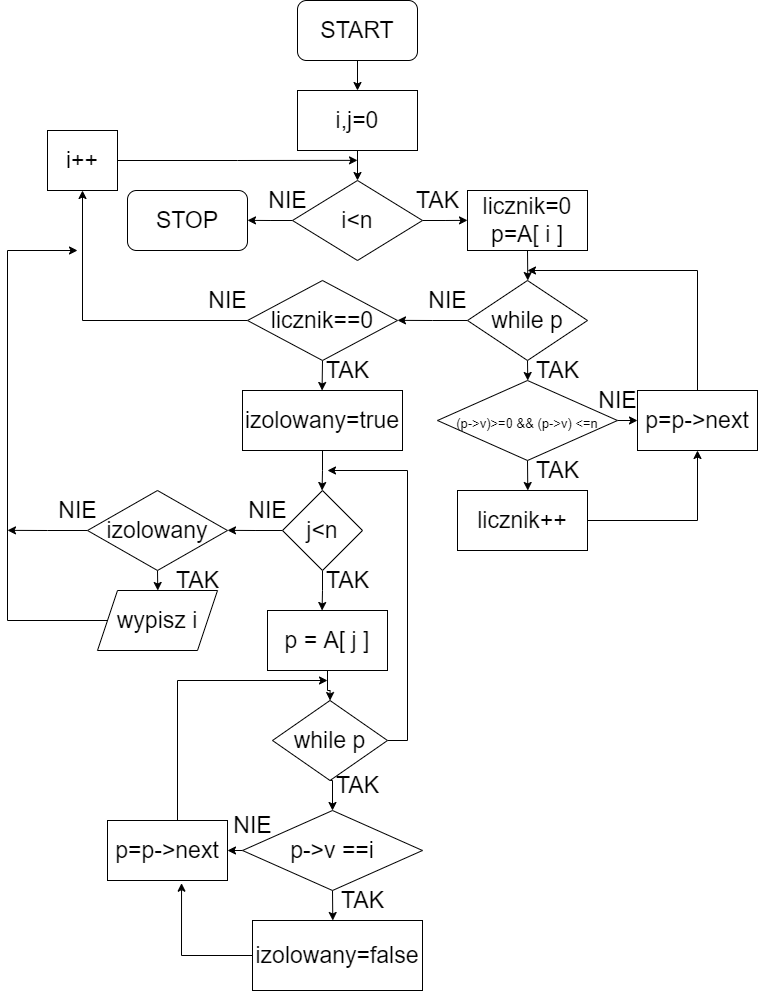 START
i,j=0
i++
i<n
NIE
TAK
STOP
licznik=0
p=A[ i ]
while p
NIE
TAK
licznik==0
NIE
TAK
(p->v)>=0 && (p->v) <=n
NIE
TAK
p=p->next
licznik++
izolowany=true
j<n
NIE
TAK
izolowany
NIE
TAK
wypisz i
p = A[ j ]
while p
TAK
p->v ==i
NIE
TAK
p=p->next
izolowany=false